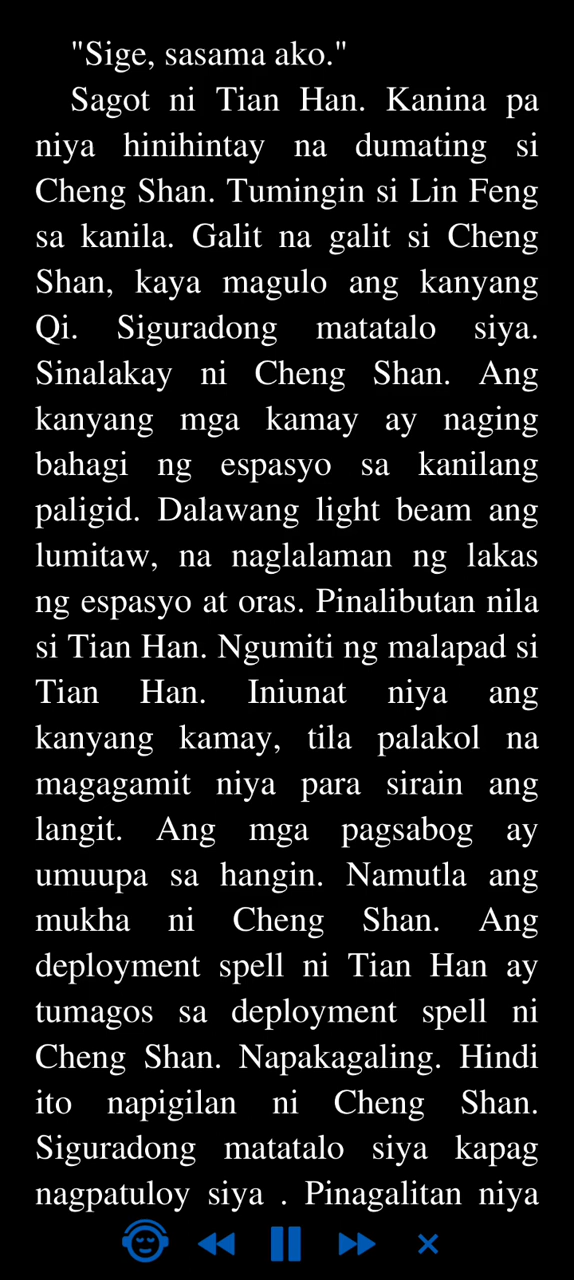 "Sige, sasama ako."
Sagot ni Tian Han. Kanina pa
niya hinihintay na dumating si
Cheng Shan. Tumingin si Lin Feng
sa kanila. Galit na galit si Cheng
Shan, kaya magulo ang kanyang
Qi. Siguradong matatalo siya.
Sinalakay ni Cheng Shan. Ang
kanyang mga kamay ay naging
bahagi ng espasyo sa kanilang
paligid. Dalawang light beam ang
lumitaw, na naglalaman ng lakas
ng espasyo at oras. Pinalibutan nila
si Tian Han. Ngumiti ng malapad si
Tian Han. Iniunat niya ang
kanyang kamay, tila palakol na
magagamit niya para sirain ang
langit. Ang mga pagsabog ay
umuupa sa hangin. Namutla ang
mukha ni Cheng Shan. Ang
deployment spell ni Tian Han ay
tumagos sa deployment spell ni
Cheng Shan. Napakagaling. Hindi
ito napigilan ni Cheng Shan.
Siguradong matatalo siya kapag
nagpatuloy siya . Pinagalitan niya